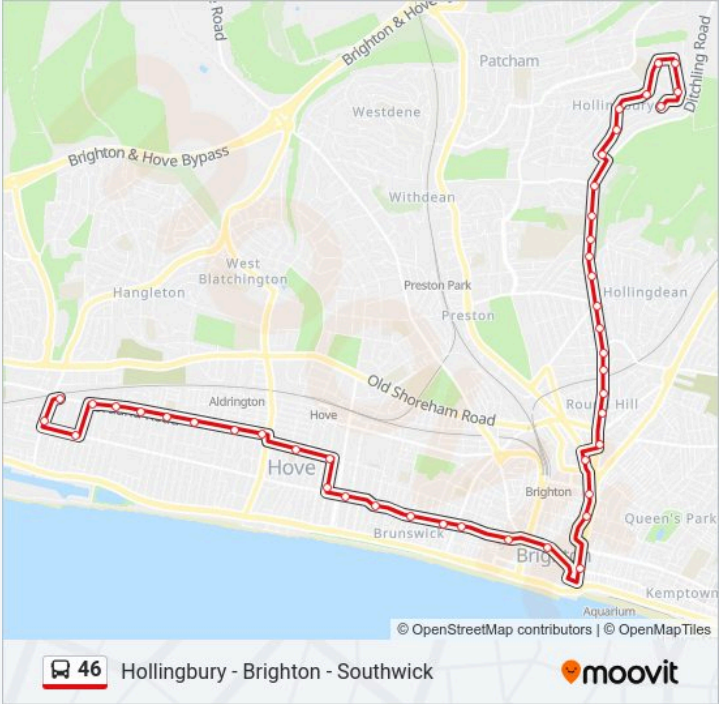 Road
Brighton & Hove
Patcham
Ditchling Road
Hollingbury
Westdene
Brighton & Hove Bypass
Withdean
West
Blatchington
Hangleton
Preston Park
Hollingdean
Preston
Old Shoreham Road
Aldrington
Hove
Round Hill
Hove
Brighton
Queen's Park
Brunswick
Brighton
Kemptown
Aquarium
© OpenStreetMap contributors | © OpenMapTiles
46 Hollingbury - Brighton - Southwick
moovit